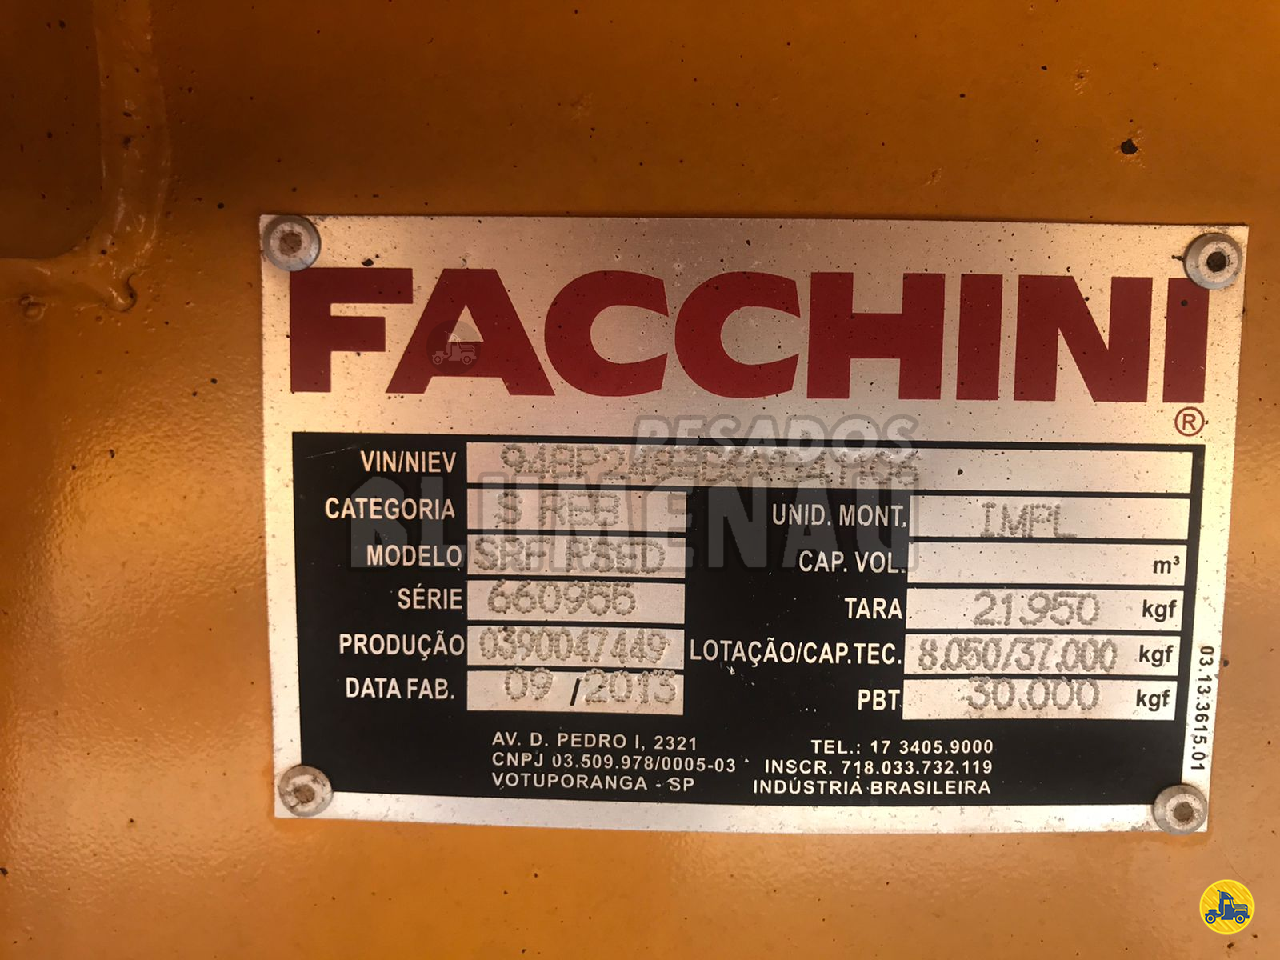 FACCHINI®
PESADOS
BLUMENAU
VIN/NIEV
CATEGORIA UNID. MONT. IMPL
MODELO CAP. VOL. m³
SÉRIE 660955 TARA 21.950 kgf
PRODUÇÃO 0390047449 LOTAÇÃO/CAP.TEC. 8.050/37.000 kgf
DATA FAB. 09 /2013 PBT 30.000 kgf
03.13.3615.01
AV. D. PEDRO I, 2321 TEL.: 17 3405.9000
CNPJ 03.509.978/0005-03 INSCR. 718.033.732.119
VOTUPORANGA - SP INDÚSTRIA BRASILEIRA